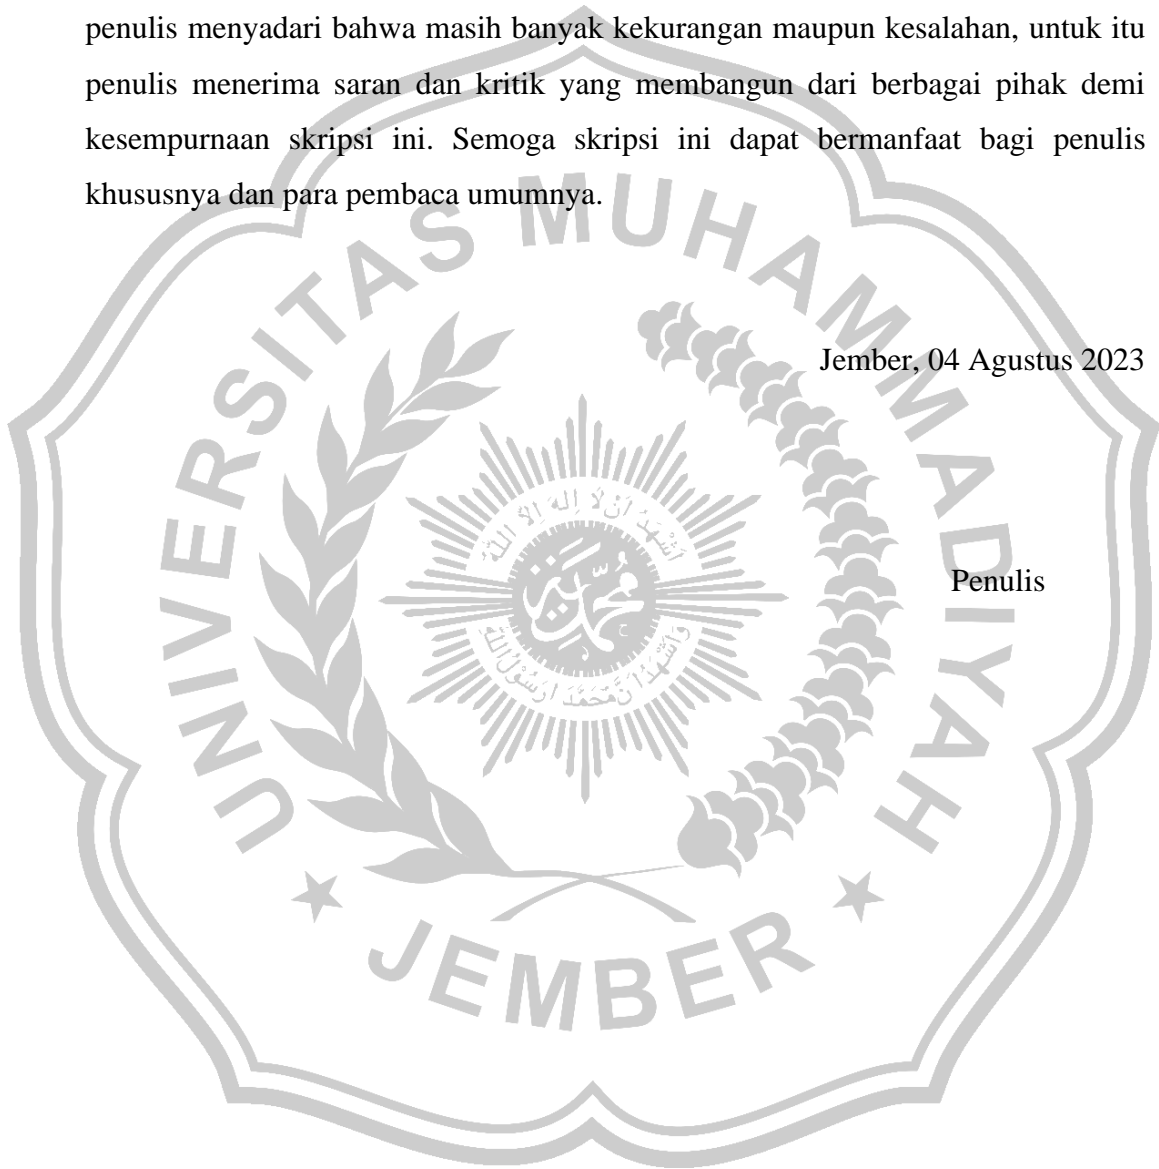 penulis menyadari bahwa masih banyak kekurangan maupun kesalahan, untuk itu
penulis menerima saran dan kritik yang membangun dari berbagai pihak demi
kesempurnaan skripsi ini. Semoga skripsi ini dapat bermanfaat bagi penulis
khususnya dan para pembaca umumnya.
Jember, 04 Agustus 2023
Penulis
UNIVERSITAS MUHAMMADIYAH
JEMBER